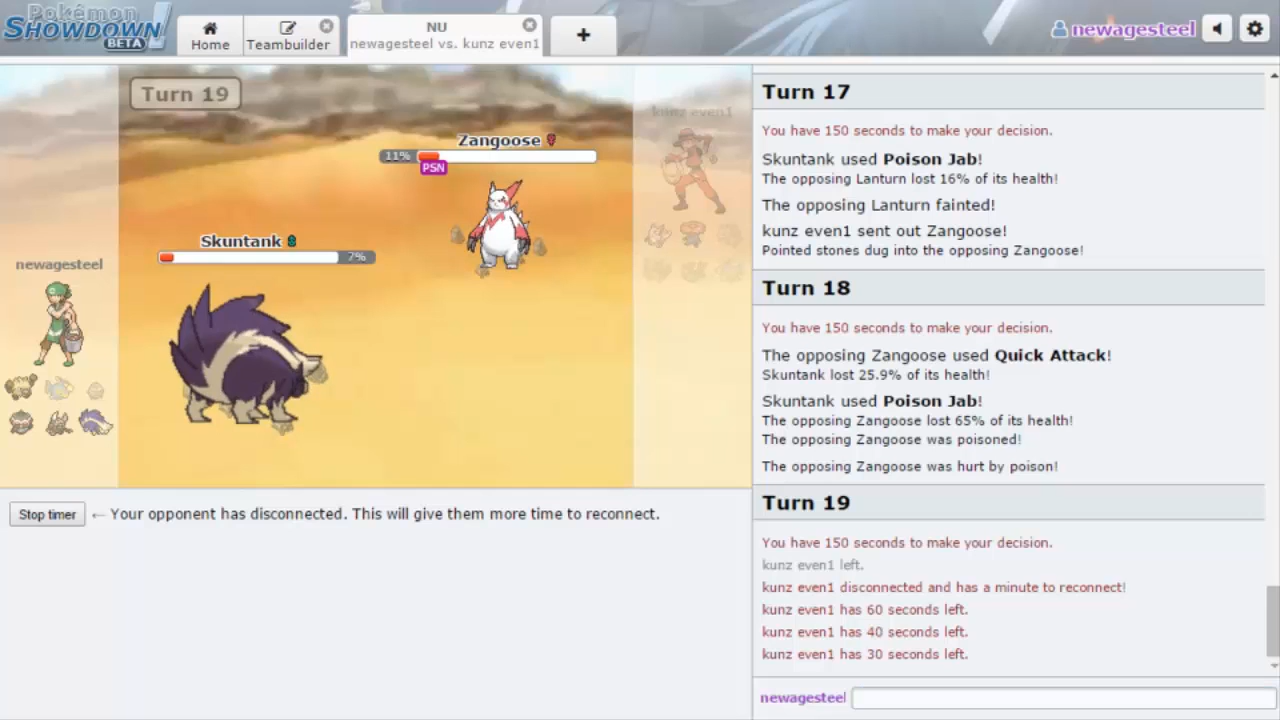 Pokémon
SHOWDOWN!
BETA
Home
Teambuilder
NU
newagesteel vs. kunz even1
+
newagesteel
Turn 19
kunz even1
Zangoose
11%
PSN
Skuntank
7%
newagesteel
Stop timer
← Your opponent has disconnected. This will give them more time to reconnect.
Turn 17
You have 150 seconds to make your decision.
Skuntank used Poison Jab!
The opposing Lanturn lost 16% of its health!
The opposing Lanturn fainted!
kunz even1 sent out Zangoose!
Pointed stones dug into the opposing Zangoose!
Turn 18
You have 150 seconds to make your decision.
The opposing Zangoose used Quick Attack!
Skuntank lost 25.9% of its health!
Skuntank used Poison Jab!
The opposing Zangoose lost 65% of its health!
The opposing Zangoose was poisoned!
The opposing Zangoose was hurt by poison!
Turn 19
You have 150 seconds to make your decision.
kunz even1 left.
kunz even1 disconnected and has a minute to reconnect!
kunz even1 has 60 seconds left.
kunz even1 has 40 seconds left.
kunz even1 has 30 seconds left.
newagesteel